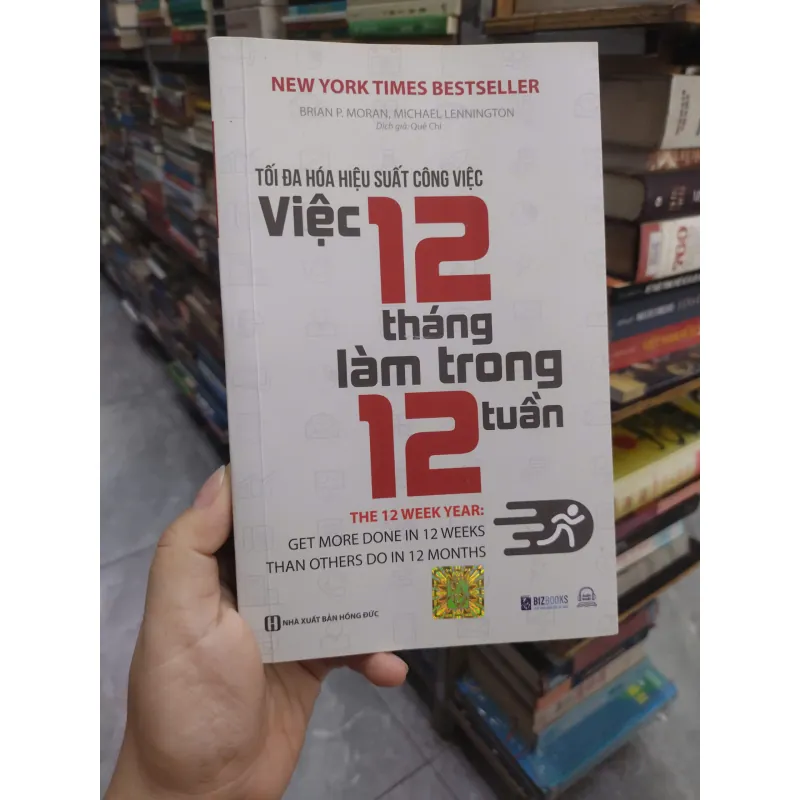 NEW YORK TIMES BESTSELLER
BRIAN P. MORAN, MICHAEL LENNINGTON
Dịch giả: Quế Chi
TỐI ĐA HÓA HIỆU SUẤT CÔNG VIỆC
Việc 12
tháng
làm trong
12 tuần
THE 12 WEEK YEAR:
GET MORE DONE IN 12 WEEKS
THAN OTHERS DO IN 12 MONTHS
NHÀ XUẤT BẢN HỒNG ĐỨC
BIZBOOKS